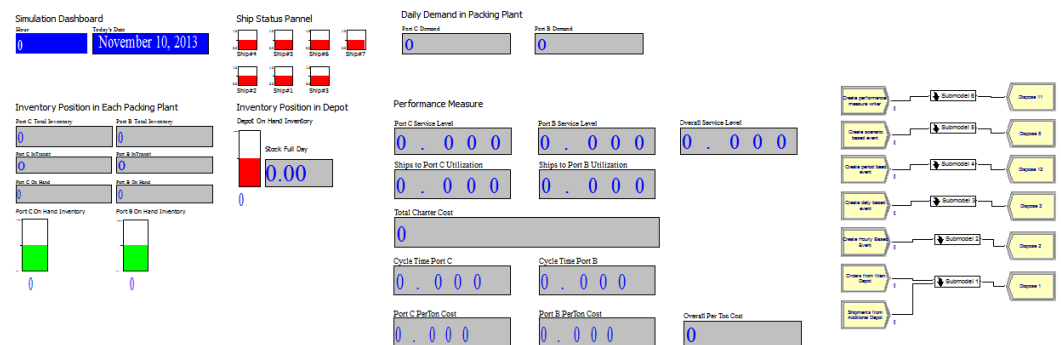 Simulation Dashboard
Hour
Today's Date
0
November 10, 2013
Ship Status Pannel
Ship#4
Ship#5
Ship#6
Ship#7
Ship#2
Ship#1
Ship#3
Daily Demand in Packing Plant
Port C Demand
Port B Demand
0
0
Inventory Position in Each Packing Plant
Port C Total Inventory
Port B Total Inventory
0
0
Port C InTransit
Port B InTransit
0
0
Port C On Hand
Port B On Hand
0
0
Port C On Hand Inventory
Port B On Hand Inventory
0
0
Inventory Position in Depot
Depot On Hand Inventory
Stock Full Day
0.00
0
Performance Measure
Port C Service Level
Port B Service Level
Overall Service Level
0 . 0 0 0
0 . 0 0 0
0 . 0 0 0
Ships to Port C Utilization
Ships to Port B Utilization
0 . 0 0 0
0 . 0 0 0
Total Charter Cost
0
Cycle Time Port C
Cycle Time Port B
0 . 0 0 0
0 . 0 0 0
Port C PerTon Cost
Port B PerTon Cost
Overall Per Ton Cost
0 . 0 0 0
0 . 0 0 0
0
Create performance
measure writer
Submodel 6
Dispose 11
Create scenario
based event
Submodel 5
Create period based
event
Submodel 4
Dispose 12
Create daily based
event
Submodel 3
Dispose 3
Create Hourly Based
Event
Submodel 2
Dispose 2
Orders from Main
Depot
Submodel 1
Dispose 1
Shipments from
Additional Depot